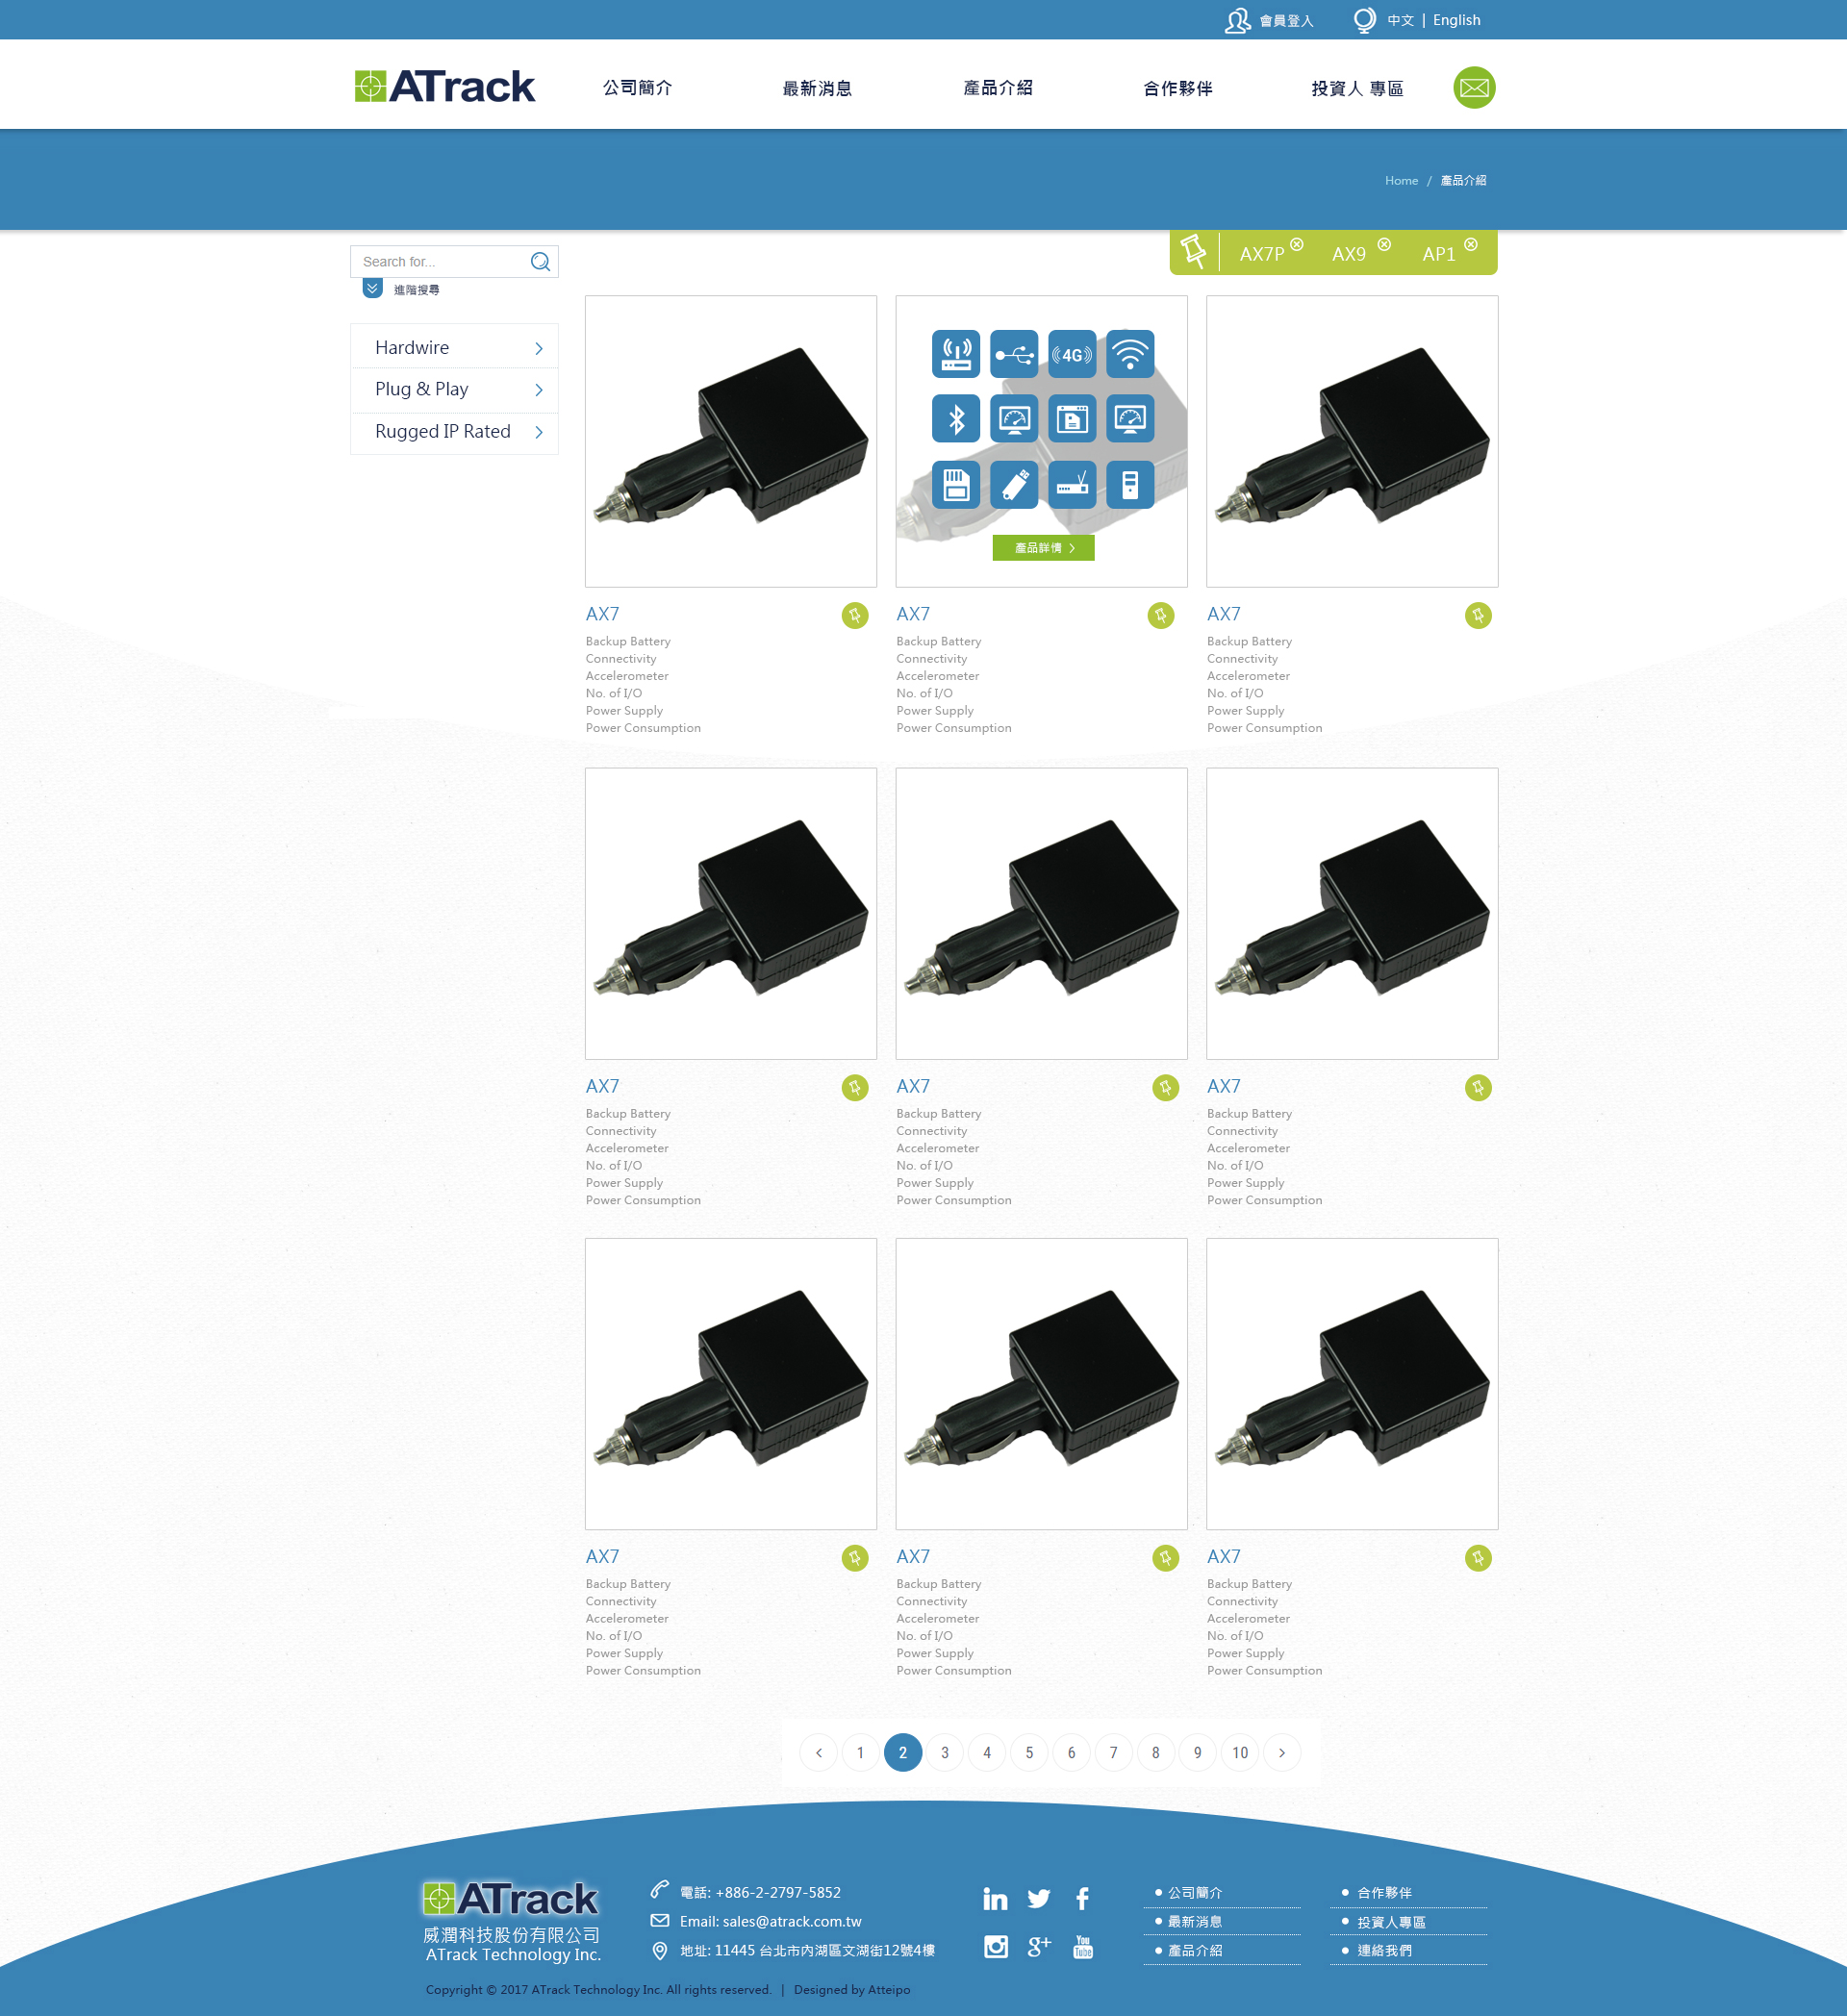 會員登入 中文 | English
ATrack 公司簡介 最新消息 產品介紹 合作夥伴 投資人 專區
Home / 產品介紹
Search for...
AX7P AX9 AP1
進階搜尋
Hardwire
Plug & Play
Rugged IP Rated
4G
產品詳情
AX7 AX7 AX7
Backup Battery Backup Battery Backup Battery
Connectivity Connectivity Connectivity
Accelerometer Accelerometer Accelerometer
No. of I/O No. of I/O No. of I/O
Power Supply Power Supply Power Supply
Power Consumption Power Consumption Power Consumption
AX7 AX7 AX7
Backup Battery Backup Battery Backup Battery
Connectivity Connectivity Connectivity
Accelerometer Accelerometer Accelerometer
No. of I/O No. of I/O No. of I/O
Power Supply Power Supply Power Supply
Power Consumption Power Consumption Power Consumption
AX7 AX7 AX7
Backup Battery Backup Battery Backup Battery
Connectivity Connectivity Connectivity
Accelerometer Accelerometer Accelerometer
No. of I/O No. of I/O No. of I/O
Power Supply Power Supply Power Supply
Power Consumption Power Consumption Power Consumption
1 2 3 4 5 6 7 8 9 10
ATrack
威潤科技股份有限公司
ATrack Technology Inc.
電話: +886-2-2797-5852
Email: sales@atrack.com.tw
地址: 11445 台北市內湖區文湖街12號4樓
in f
g+ You Tube
公司簡介
最新消息
產品介紹
合作夥伴
投資人專區
連絡我們
Copyright © 2017 ATrack Technology Inc. All rights reserved. | Designed by Atteipo